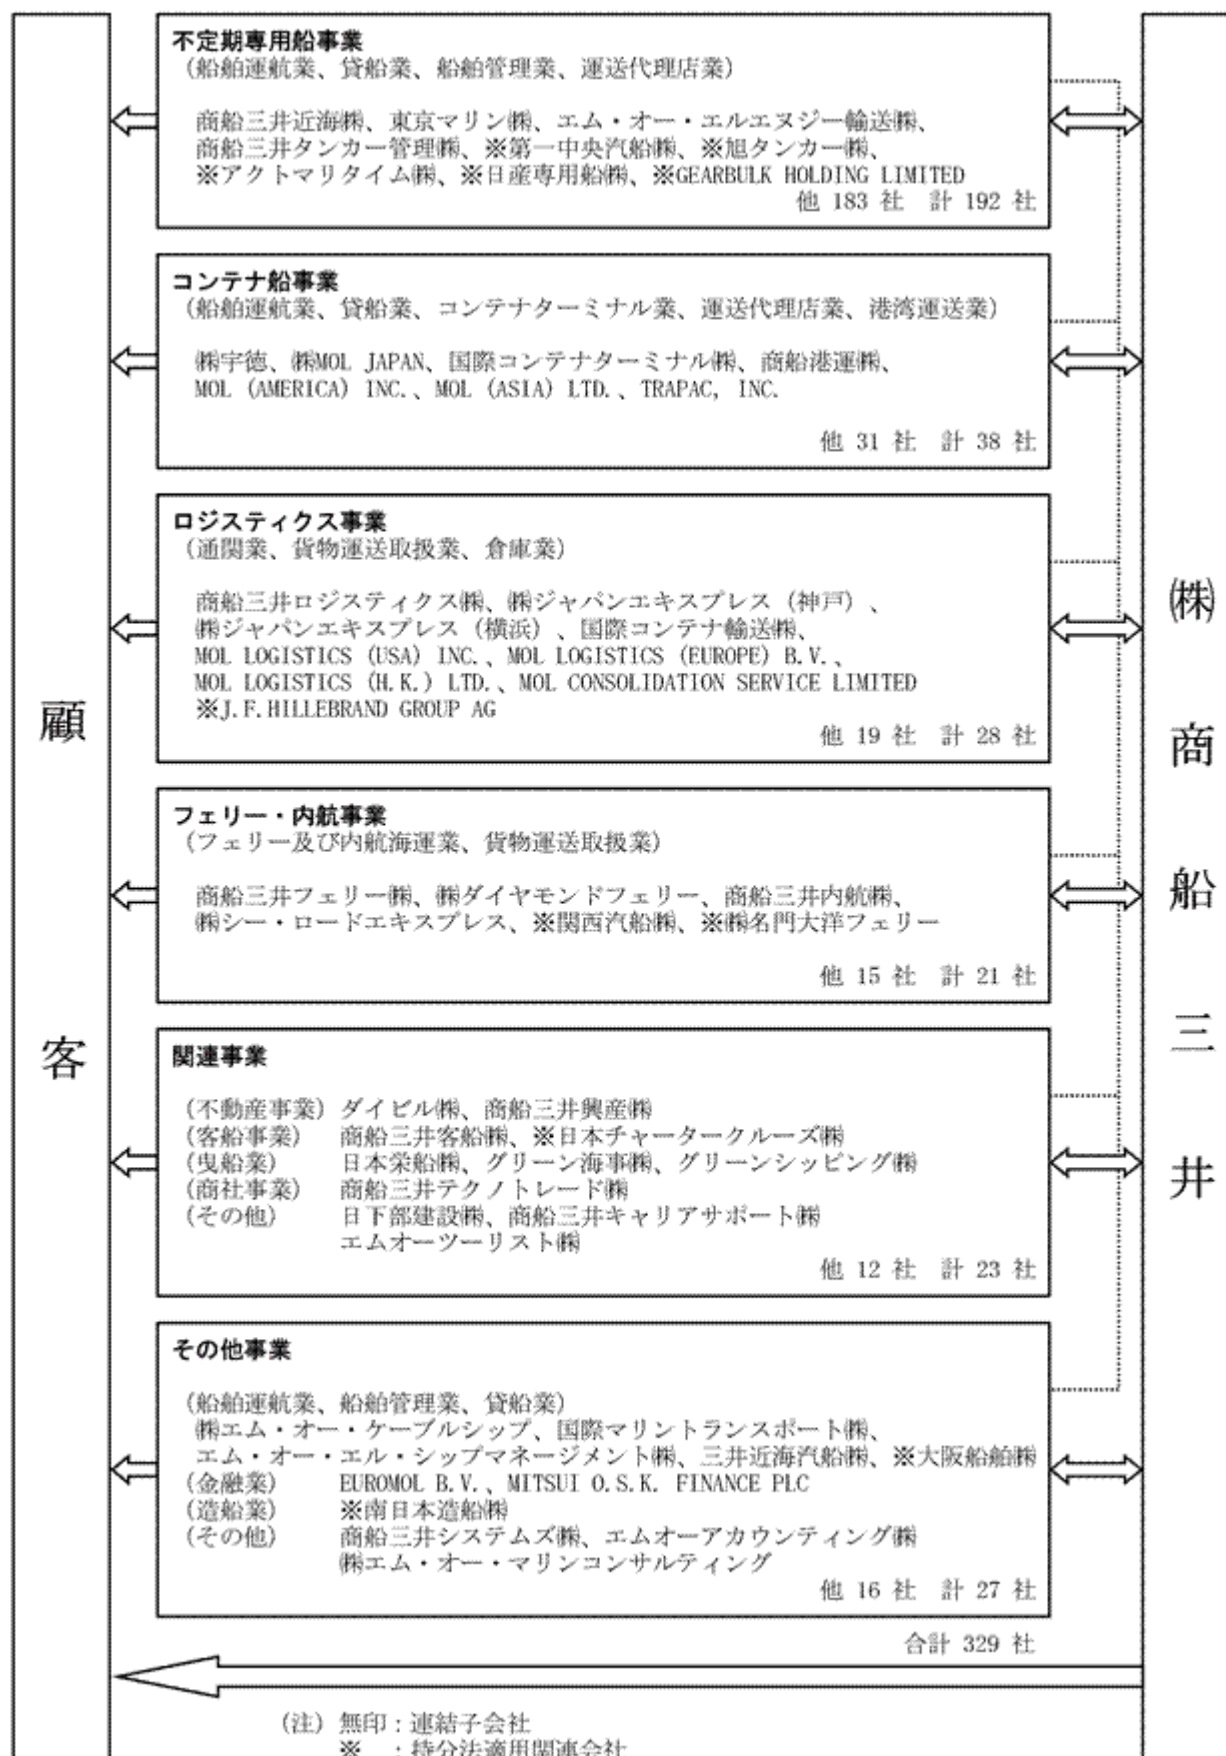 不定期専用船事業
(船舶運航業、貸船業、船舶管理業、運送代理店業)
商船三井近海㈱、東京マリン㈱、エム・オー・エルエヌジー輸送㈱、
商船三井タンカー管理㈱、※第一中央汽船㈱、※旭タンカー㈱、
※アクトマリタイム㈱、※日産専用船㈱、※GEARBULK HOLDING LIMITED
他 183 社 計 192 社
コンテナ船事業
(船舶運航業、貸船業、コンテナターミナル業、運送代理店業、港湾運送業)
㈱宇徳、㈱MOL JAPAN、国際コンテナターミナル㈱、商船港運㈱、
MOL (AMERICA) INC.、MOL (ASIA) LTD.、TRAPAC, INC.
他 31 社 計 38 社
ロジスティクス事業
(通関業、貨物運送取扱業、倉庫業)
商船三井ロジスティクス㈱、㈱ジャパンエキスプレス (神戸) 、
㈱ジャパンエキスプレス (横浜) 、国際コンテナ輸送㈱、
MOL LOGISTICS (USA) INC.、MOL LOGISTICS (EUROPE) B.V.、
MOL LOGISTICS (H.K.) LTD.、MOL CONSOLIDATION SERVICE LIMITED
※J.F.HILLEBRAND GROUP AG
他 19 社 計 28 社
フェリー・内航事業
(フェリー及び内航海運業、貨物運送取扱業)
商船三井フェリー㈱、㈱ダイヤモンドフェリー、商船三井内航㈱、
㈱シー・ロードエキスプレス、※関西汽船㈱、※㈱名門大洋フェリー
他 15 社 計 21 社
関連事業
(不動産事業) ダイビル㈱、商船三井興産㈱
(客船事業) 商船三井客船㈱、※日本チャータークルーズ㈱
(曳船業) 日本栄船㈱、グリーン海事㈱、グリーンシッピング㈱
(商社事業) 商船三井テクノトレード㈱
(その他) 日下部建設㈱、商船三井キャリアサポート㈱
エムオーツーリスト㈱
他 12 社 計 23 社
その他事業
(船舶運航業、船舶管理業、貸船業)
㈱エム・オー・ケーブルシップ、国際マリントランスポート㈱、
エム・オー・エル・シップマネージメント㈱、三井近海汽船㈱、※大阪船舶㈱
(金融業) EUROMOL B.V.、MITSUI O.S.K. FINANCE PLC
(造船業) ※南日本造船㈱
(その他) 商船三井システムズ㈱、エムオーアカウンティング㈱
㈱エム・オー・マリンコンサルティング
他 16 社 計 27 社
合計 329 社
顧客
㈱商船三井
(注) 無印：連結子会社
※ ：持分法適用関連会社